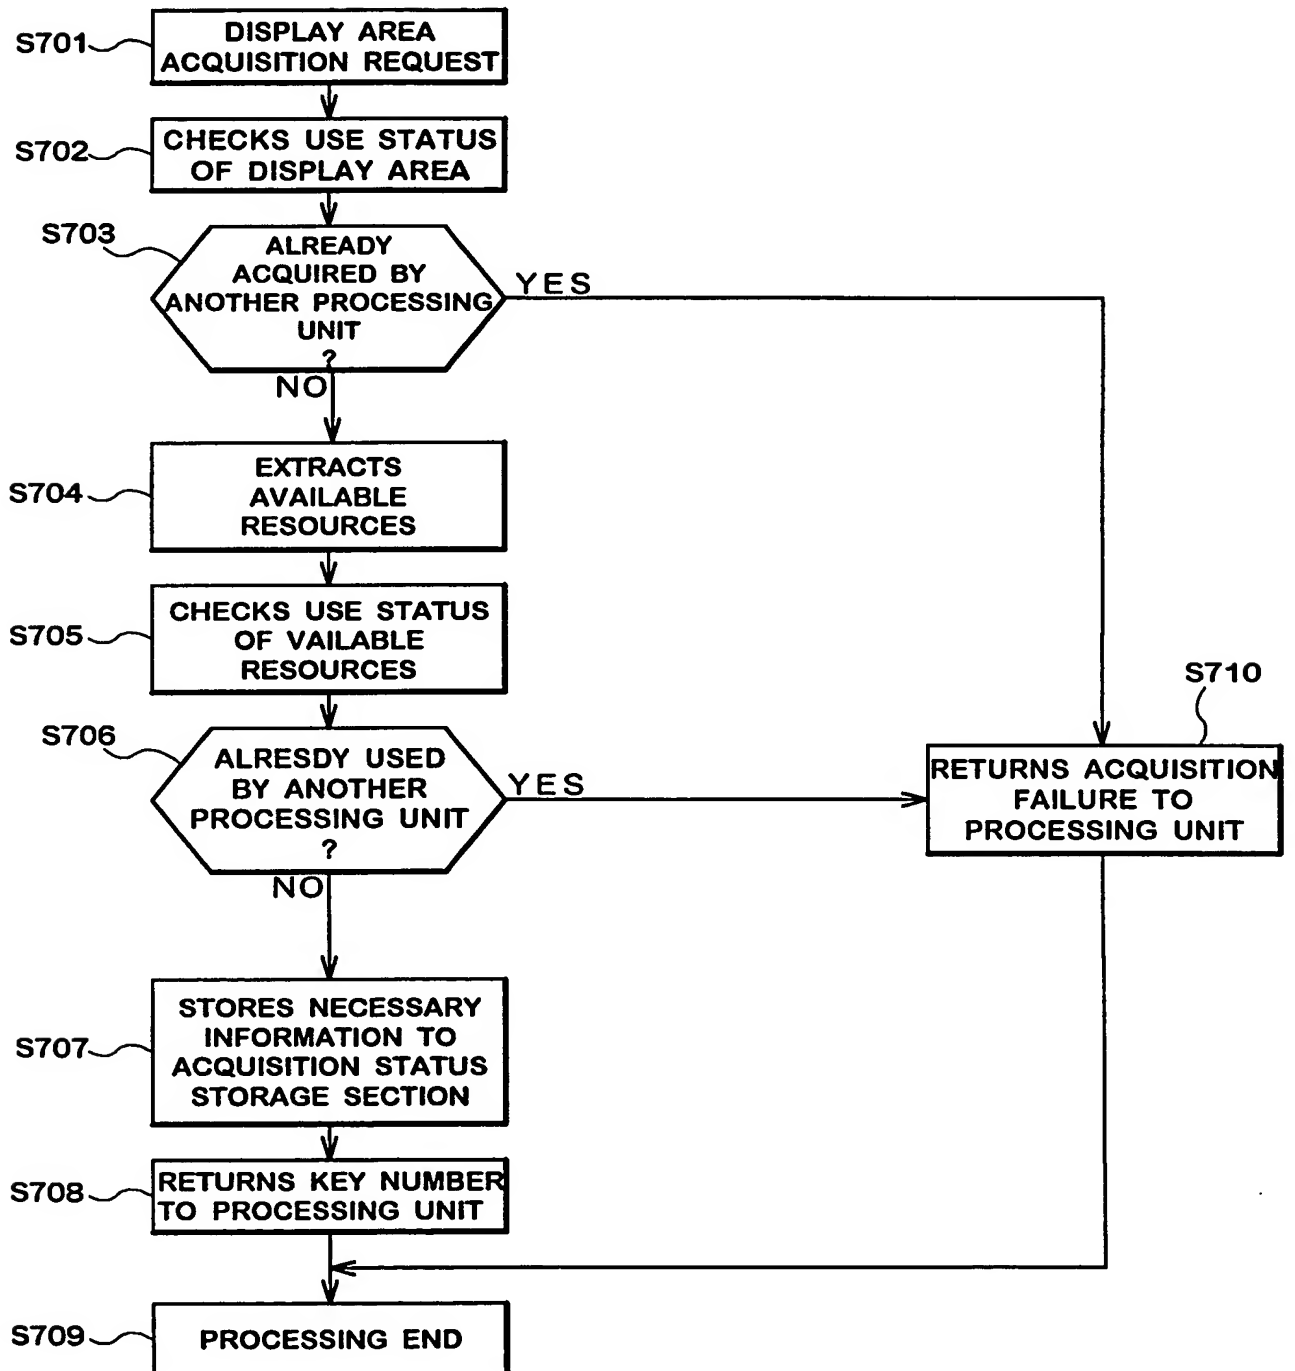 S701
DISPLAY AREA
ACQUISITION REQUEST
S702
CHECKS USE STATUS
OF DISPLAY AREA
S703
ALREADY
ACQUIRED BY
ANOTHER PROCESSING
UNIT
?
YES
NO
S704
EXTRACTS
AVAILABLE
RESOURCES
S705
CHECKS USE STATUS
OF VAILABLE
RESOURCES
S706
ALRESDY USED
BY ANOTHER
PROCESSING UNIT
?
YES
NO
S710
RETURNS ACQUISITION
FAILURE TO
PROCESSING UNIT
S707
STORES NECESSARY
INFORMATION TO
ACQUISITION STATUS
STORAGE SECTION
S708
RETURNS KEY NUMBER
TO PROCESSING UNIT
S709
PROCESSING END